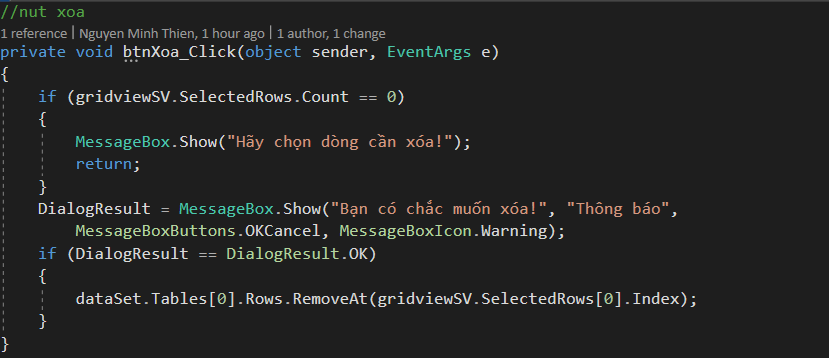 //nut xoa
1 reference | Nguyen Minh Thien, 1 hour ago | 1 author, 1 change
private void btnXoa_Click(object sender, EventArgs e)
{
if (gridviewSV.SelectedRows.Count == 0)
{
MessageBox.Show("Hãy chọn dòng cần xóa!");
return;
}
DialogResult = MessageBox.Show("Bạn có chắc muốn xóa!", "Thông báo",
MessageBoxButtons.OKCancel, MessageBoxIcon.Warning);
if (DialogResult == DialogResult.OK)
{
dataSet.Tables[0].Rows.RemoveAt(gridviewSV.SelectedRows[0].Index);
}
}